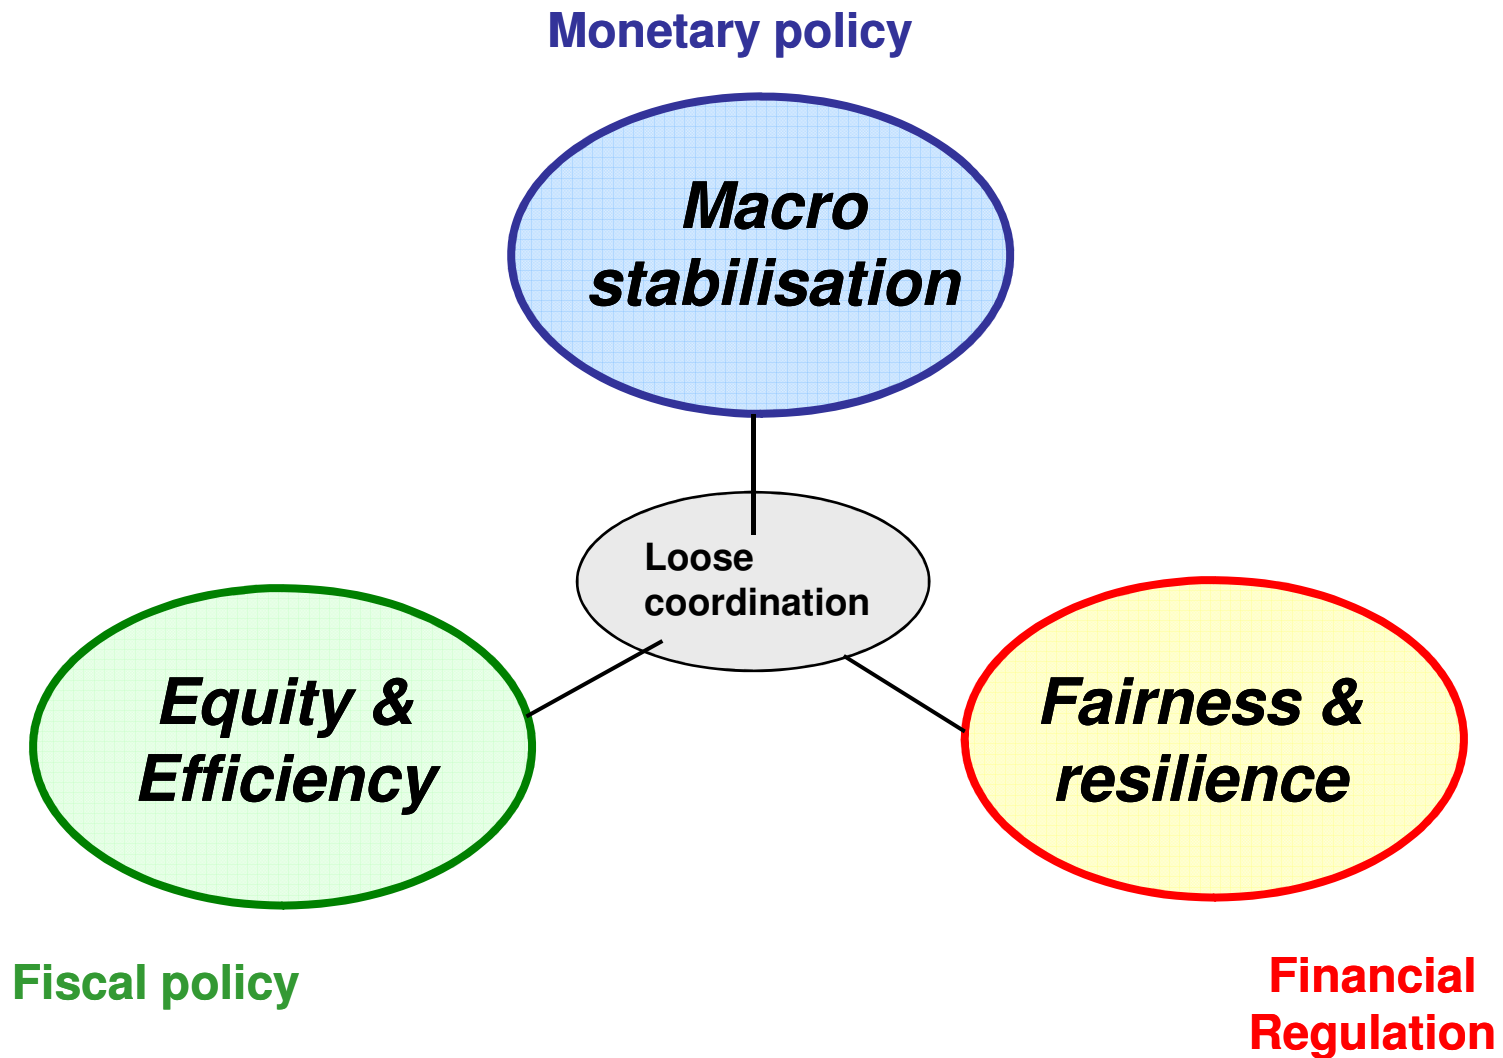 Monetary policy
Macro
stabilisation
Loose
coordination
Equity &
Efficiency
Fairness &
resilience
Fiscal policy
Financial
Regulation